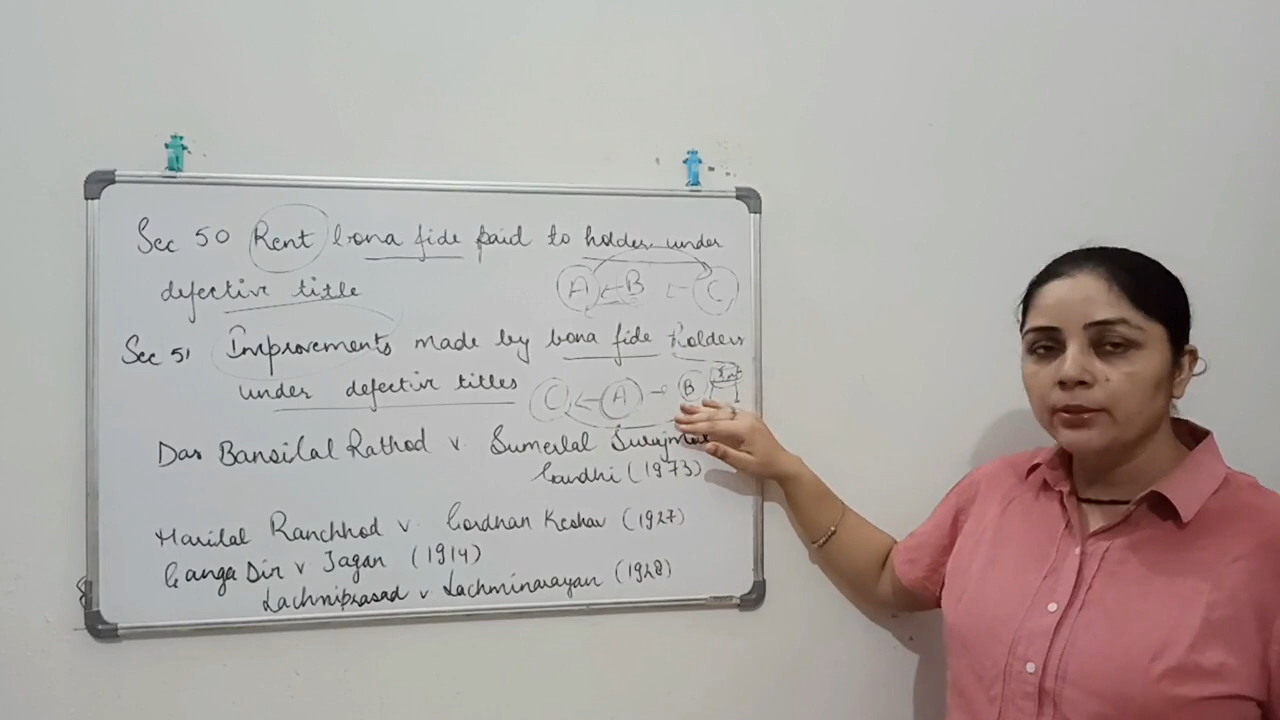 Sec 50 Rent bona fide paid to holder under
defective title
A ← B ← C
Sec 51 Improvements made by bona fide holders
under defective titles
C ← A → B
Das Bansilal Rathod v. Sumerlal Surajmal
Gandhi (1973)
Harilal Ranchhod v. Gordhan Keshav (1927)
Ganga Din v Jagan (1914)
Lachmiprasad v Lachminarayan (1928)